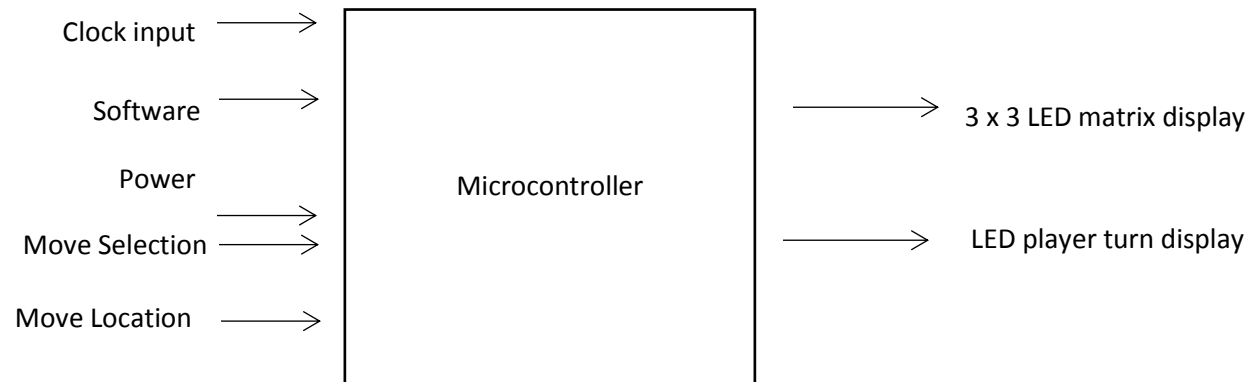 Clock input
Software
Power
Move Selection
Move Location
Microcontroller
3 x 3 LED matrix display
LED player turn display